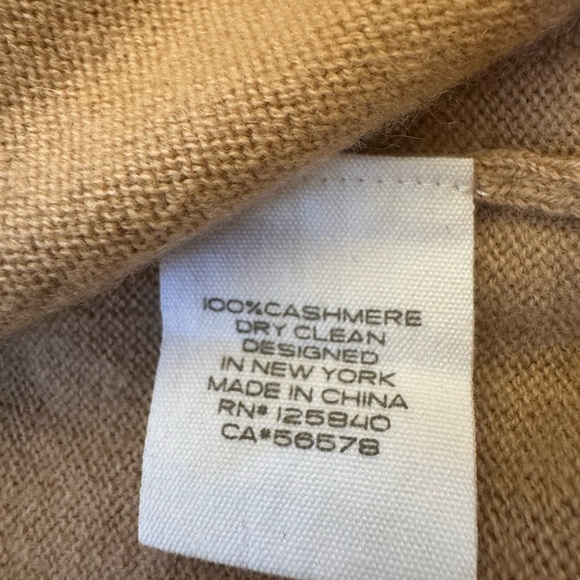 100%CASHMERE
DRY CLEAN
DESIGNED
IN NEW YORK
MADE IN CHINA
RN# 125840
CA#56578